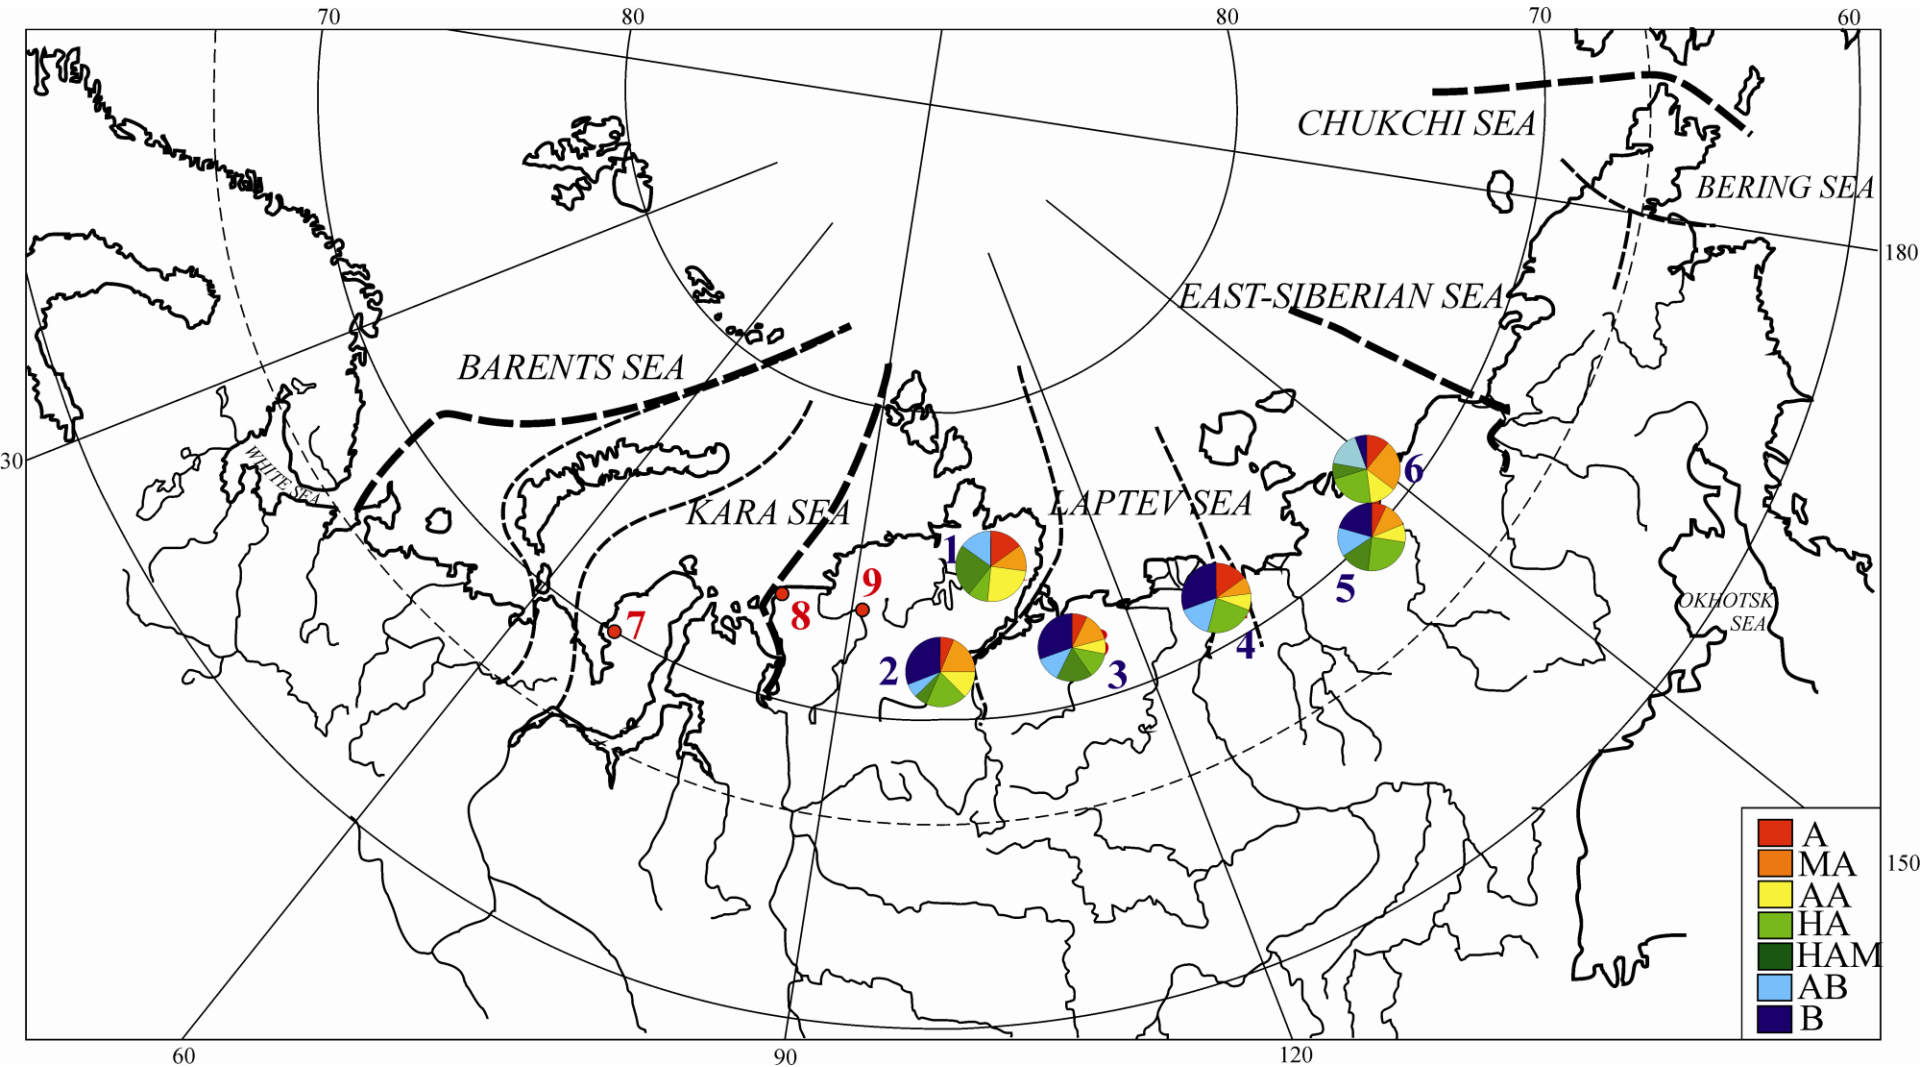 70 80 80 70 60
CHUKCHI SEA
BERING SEA
180
EAST-SIBERIAN SEA
BARENTS SEA
30
WHITE SEA
KARA SEA
LAPTEV SEA
6
1
9
5
7
8
OKHOTSK
SEA
2
3
4
A
MA
150
AA
HA
HAM
AB
B
60 90 120